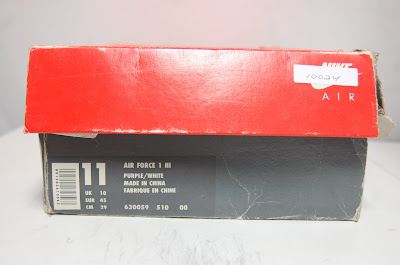 NIKE
10024
AIR
11
UK 10
EUR 45
CM 29
AIR FORCE 1 HI
PURPLE/WHITE
MADE IN CHINA
FABRIQUE EN CHINE
630059 510 00